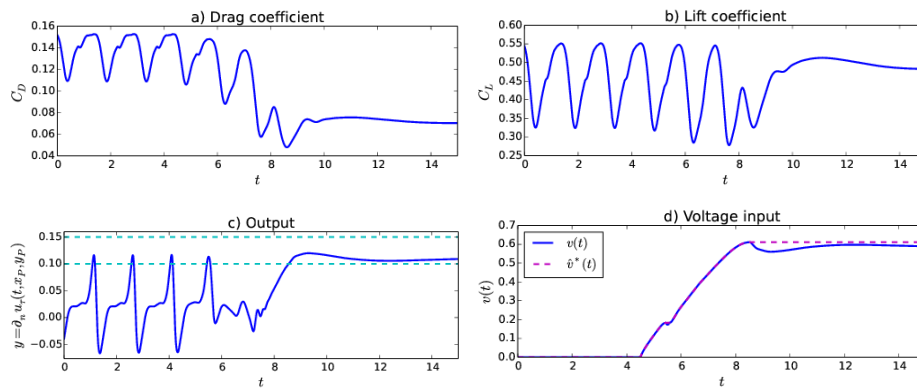 a) Drag coefficient
0.16
0.14
0.12
0.10
0.08
0.06
0.04
C_D
0 2 4 6 8 10 12 14
t
b) Lift coefficient
0.60
0.55
0.50
0.45
0.40
0.35
0.30
0.25
C_L
0 2 4 6 8 10 12 14
t
c) Output
0.15
0.10
0.05
0.00
−0.05
y=∂_n u_τ(t,x_P,y_P)
0 2 4 6 8 10 12 14
t
d) Voltage input
0.7
0.6
0.5
0.4
0.3
0.2
0.1
0.0
v(t)
v(t)
v̂*(t)
0 2 4 6 8 10 12 14
t